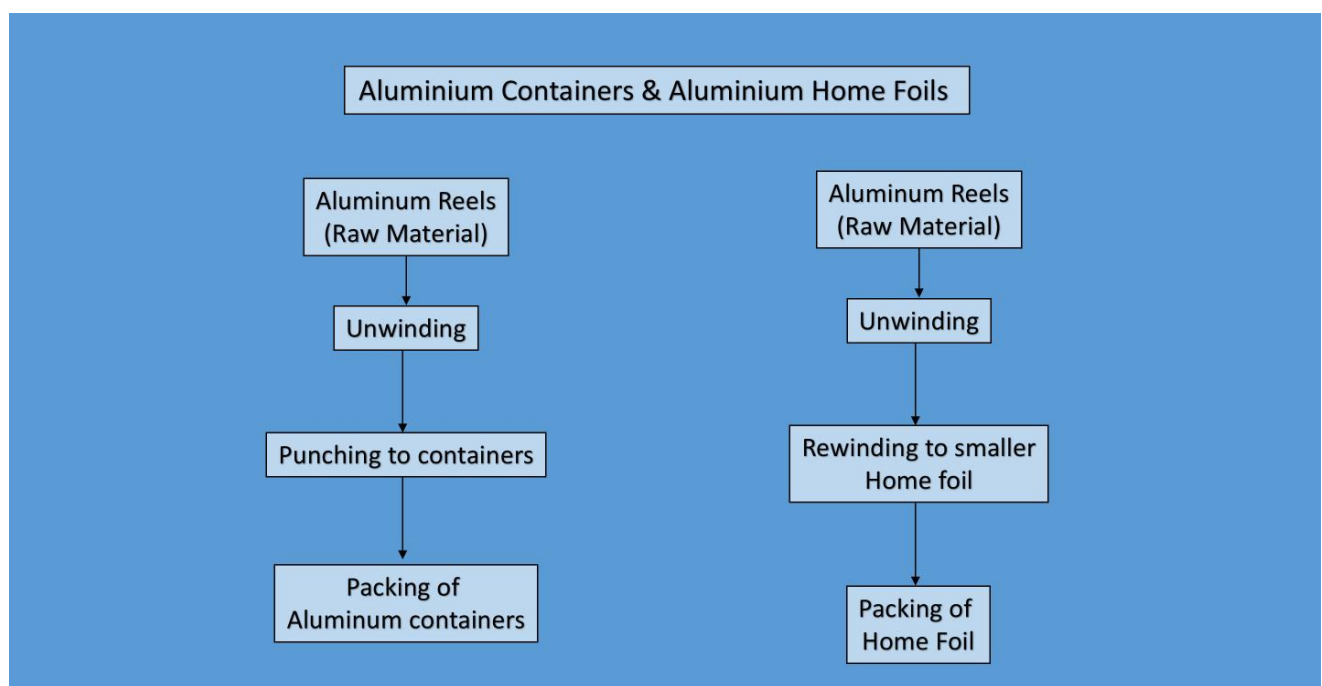 Aluminium Containers & Aluminium Home Foils
Aluminum Reels
(Raw Material)
Unwinding
Punching to containers
Packing of
Aluminum containers
Aluminum Reels
(Raw Material)
Unwinding
Rewinding to smaller
Home foil
Packing of
Home Foil